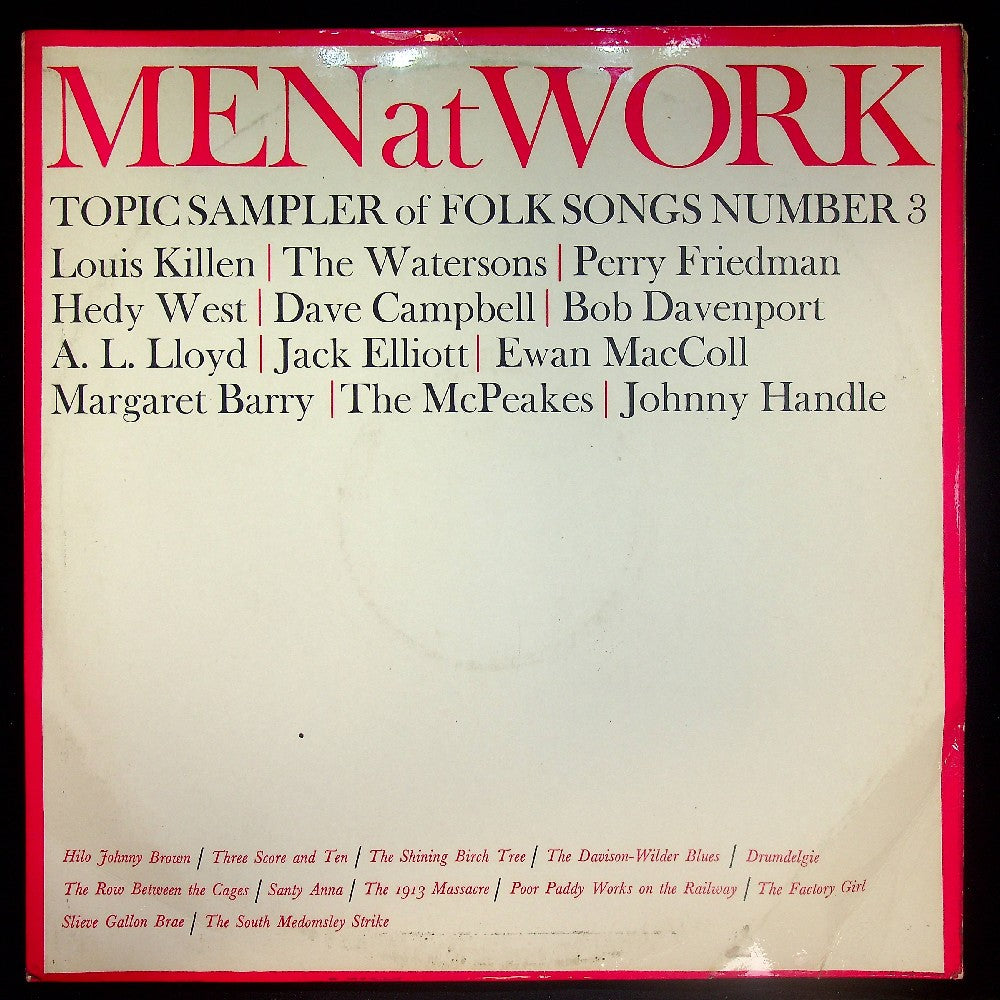 MEN at WORK
TOPIC SAMPLER of FOLK SONGS NUMBER 3
Louis Killen | The Watersons | Perry Friedman
Hedy West | Dave Campbell | Bob Davenport
A. L. Lloyd | Jack Elliott | Ewan MacColl
Margaret Barry | The McPeakes | Johnny Handle
Hilo Johnny Brown / Three Score and Ten / The Shining Birch Tree / The Davison-Wilder Blues / Drumdelgie
The Row Between the Cages / Santy Anna / The 1913 Massacre / Poor Paddy Works on the Railway / The Factory Girl
Slieve Gallon Brae / The South Medomsley Strike